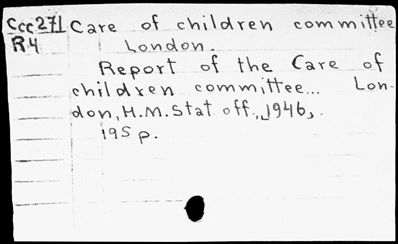 Ccc271 Care of children committee
R4 London.
Report of the Care of
children committee... Lon-
don, H.M. Stat. off., 1946.
195 p.